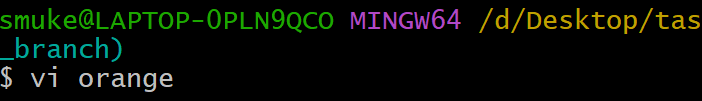 smuke@LAPTOP-0PLN9QCO MINGW64 /d/Desktop/tas
_branch)
$ vi orange